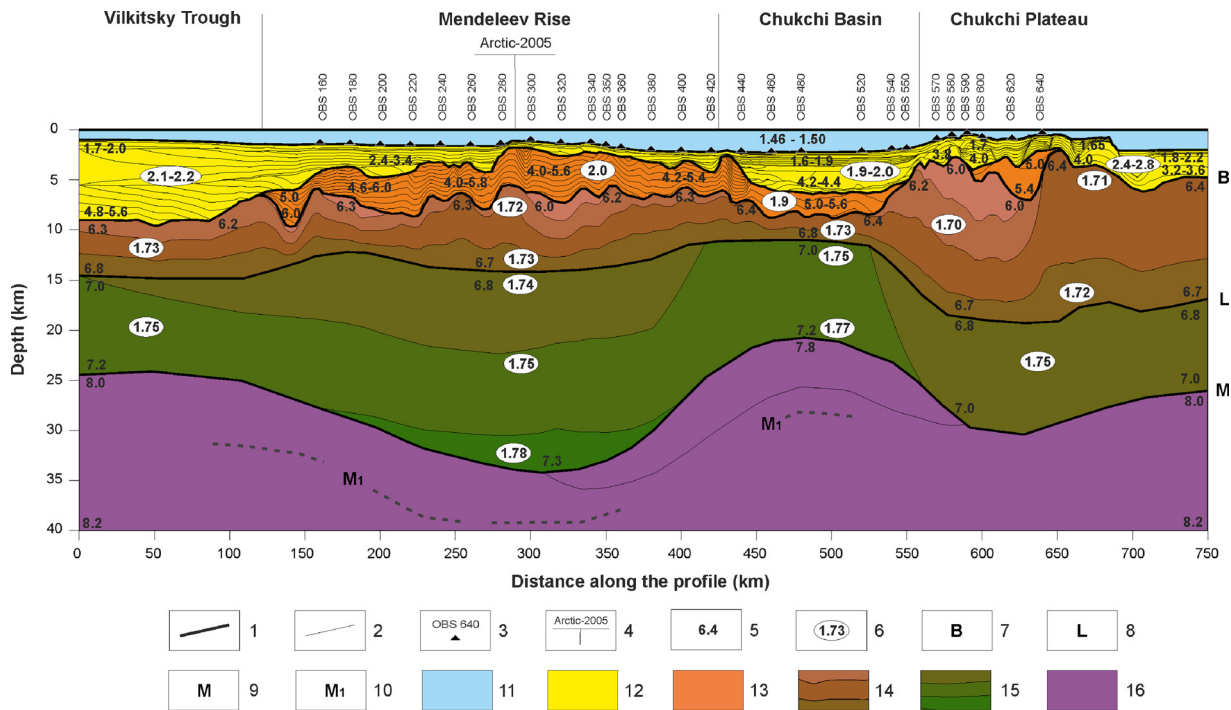 Vilkitsky Trough Mendeleev Rise Chukchi Basin Chukchi Plateau
Arctic-2005
OBS 160 OBS 180 OBS 200 OBS 220 OBS 240 OBS 260 OBS 280 OBS 300 OBS 320 OBS 340 OBS 350 OBS 360 OBS 380 OBS 400 OBS 420 OBS 440 OBS 460 OBS 480 OBS 520 OBS 540 OBS 550 OBS 570 OBS 580 OBS 590 OBS 600 OBS 620 OBS 640
0
1.46 - 1.50
1.7-2.0 2.4-3.4 1.6-1.9 3.8 1.7 4.0 1.65 4.0 1.8-2.2
5 2.1-2.2 4.6-6.0 4.0-5.8 4.0-5.6 2.0 4.2-5.4 4.2-4.4 1.9-2.0 6.2 6.0 5.0 6.4 1.71 2.4-2.8 3.2-3.6 6.4 B
4.8-5.6 5.0 6.0 6.3 6.3 1.72 6.0 6.2 6.3 6.4 1.9 5.0-5.6 6.4 5.4 6.0
6.3 6.2 1.70
10 1.73 6.8 1.73
6.8 6.7 1.73 7.0 1.75
15 7.0 6.8 1.74 1.72 6.7 6.7 L
6.8 6.8
20 1.75 7.2 1.77
7.8
1.75 1.75
25 7.2 7.0 M
8.0 7.0 8.0
30 M1
1.78 7.3
35 M1
40 8.2 8.2
Depth (km)
0 50 100 150 200 250 300 350 400 450 500 550 600 650 700 750
Distance along the profile (km)
1 2 OBS 640 3 Arctic-2005 4 6.4 5 1.73 6 B 7 L 8
M 9 M1 10 11 12 13 14 15 16